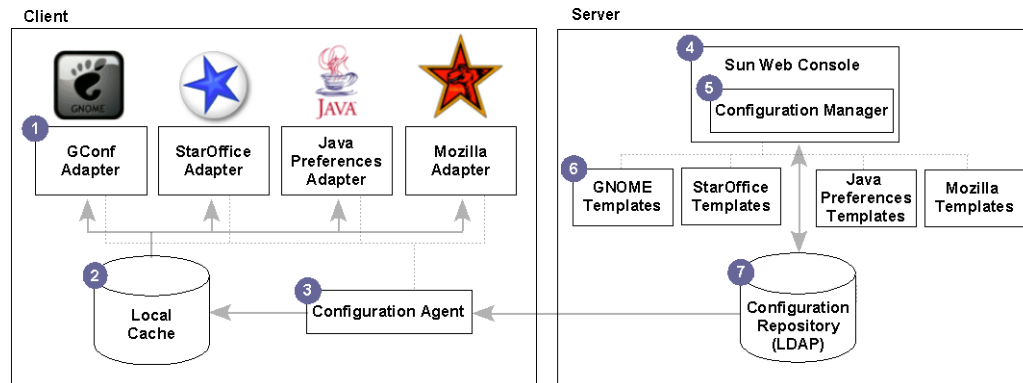 Client
Server
GNOME
JAVA
1
GConf
Adapter
StarOffice
Adapter
Java
Preferences
Adapter
Mozilla
Adapter
2
Local
Cache
3
Configuration Agent
4
Sun Web Console
5
Configuration Manager
6
GNOME
Templates
StarOffice
Templates
Java
Preferences
Templates
Mozilla
Templates
7
Configuration
Repository
(LDAP)